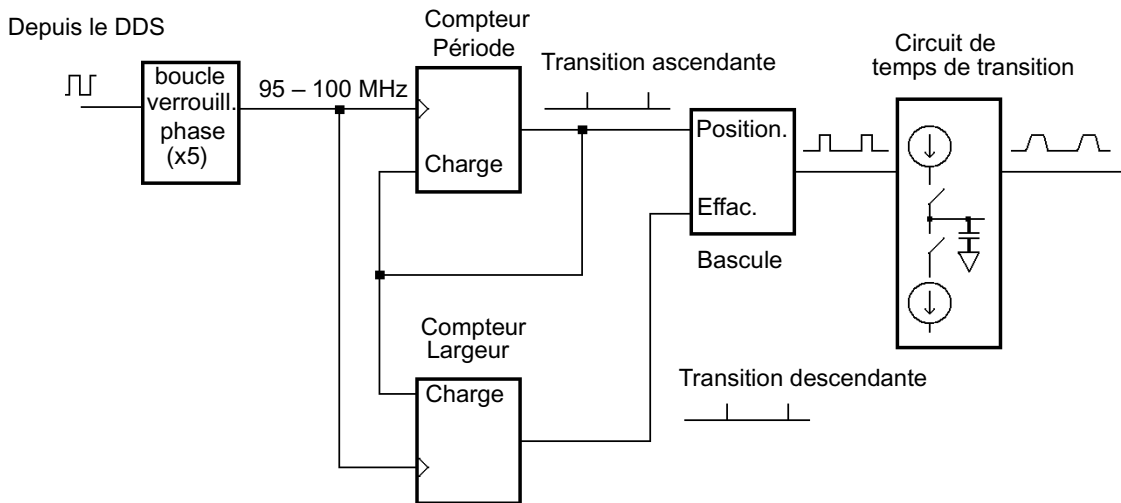 Depuis le DDS
boucle
verrouill.
phase
(x5)
95 – 100 MHz
Compteur
Période
Charge
Transition ascendante
Position.
Effac.
Bascule
Circuit de
temps de transition
Compteur
Largeur
Charge
Transition descendante